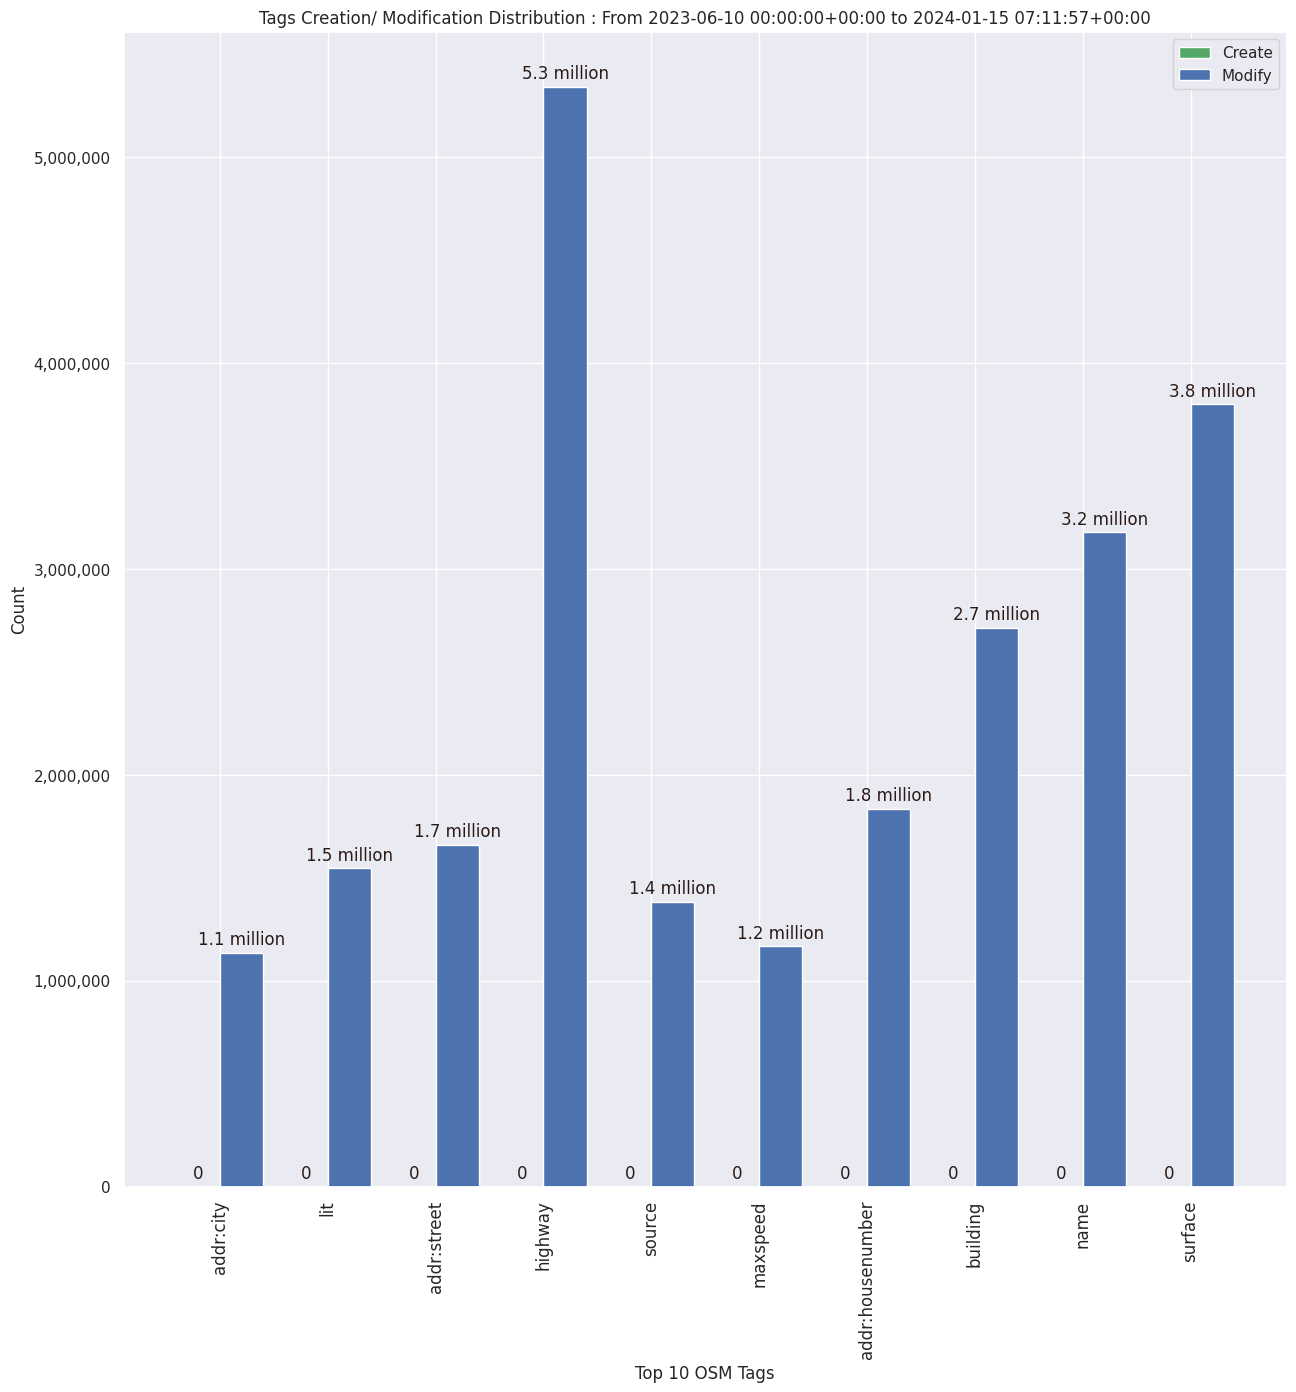 Tags Creation/ Modification Distribution : From 2023-06-10 00:00:00+00:00 to 2024-01-15 07:11:57+00:00
Create
Modify
5.3 million
5,000,000
4,000,000
3.8 million
3.2 million
3,000,000
2.7 million
2,000,000
1.8 million
1.7 million
1.5 million
1.4 million
1.2 million
1.1 million
1,000,000
0 0 0 0 0 0 0 0 0 0
0
Count
addr:city
lit
addr:street
highway
source
maxspeed
addr:housenumber
building
name
surface
Top 10 OSM Tags